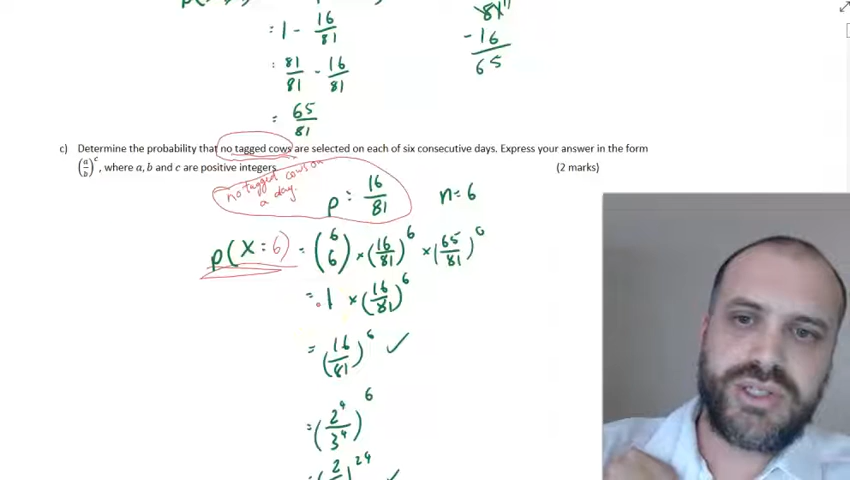 = 1 - 16/81
= 81/81 - 16/81
= 65/81
81
- 16
65
c) Determine the probability that no tagged cows are selected on each of six consecutive days. Express your answer in the form
(a/b)^c, where a, b and c are positive integers. (2 marks)
no tagged cows on
a day.
p = 16/81 n = 6
p(X = 6) = (6 6) × (16/81)^6 × (65/81)^0
= 1 × (16/81)^6
= (16/81)^6 ✓
= (2^4/3^4)^6
= (2/ )^24 ✓